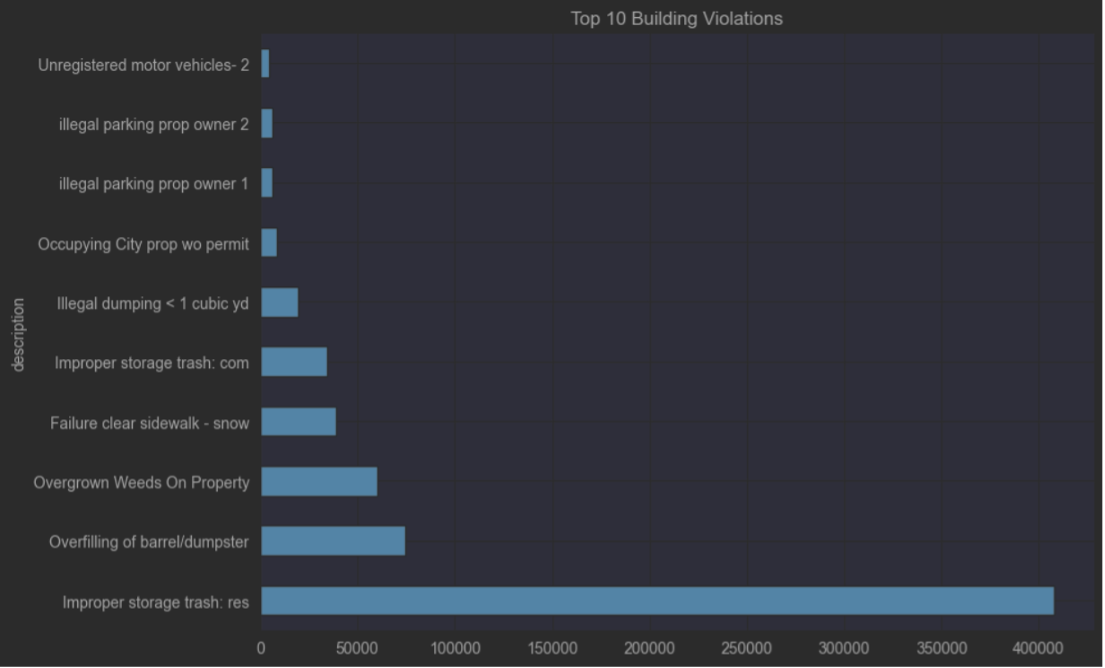 Top 10 Building Violations
Unregistered motor vehicles- 2
illegal parking prop owner 2
illegal parking prop owner 1
Occupying City prop wo permit
Illegal dumping < 1 cubic yd
Improper storage trash: com
Failure clear sidewalk - snow
Overgrown Weeds On Property
Overfilling of barrel/dumpster
Improper storage trash: res
description
0 50000 100000 150000 200000 250000 300000 350000 400000